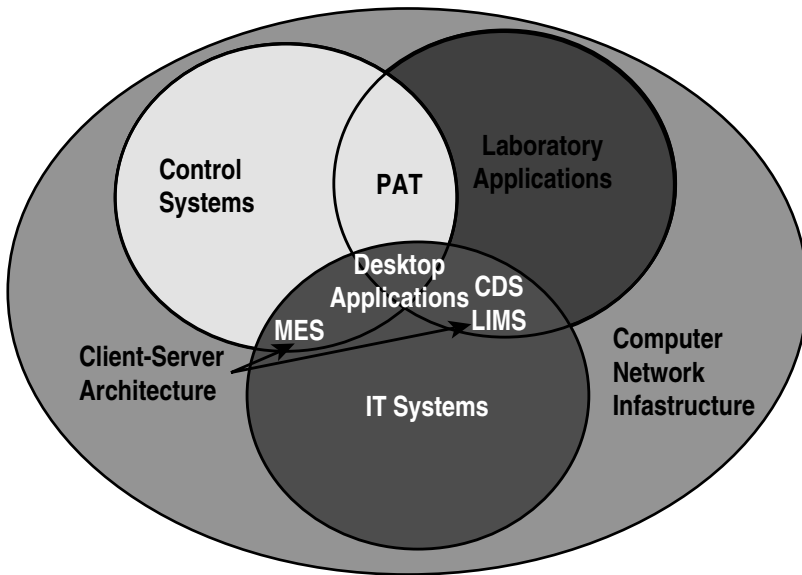 Control
Systems
PAT
Laboratory
Applications
Desktop
Applications
CDS
LIMS
MES
Client-Server
Architecture
IT Systems
Computer
Network
Infastructure